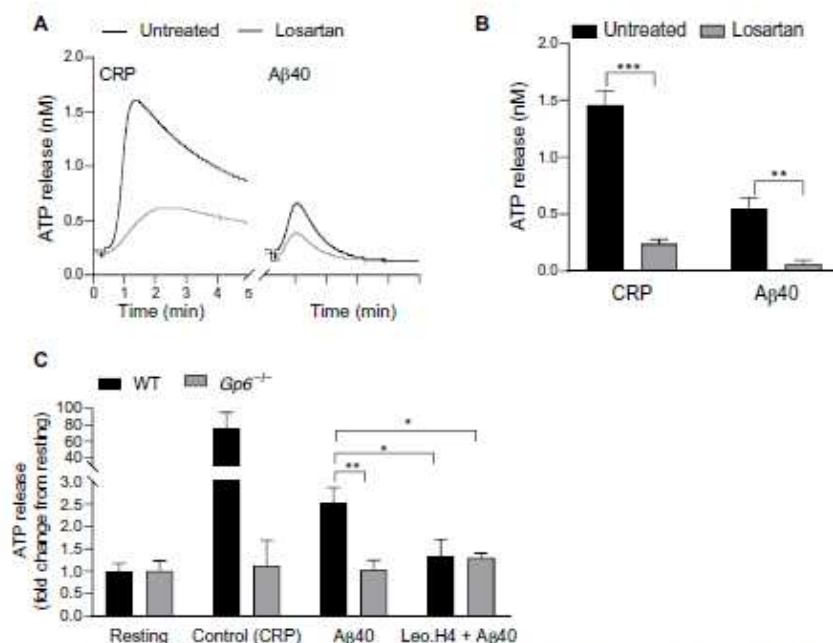 A
Untreated Losartan
CRP Aβ40
2.0
1.5
1.0
0.5
0.0
ATP release (nM)
0 1 2 3 4 5
Time (min) Time (min)
B
Untreated Losartan
2.0
1.5
1.0
0.5
0.0
ATP release (nM)
***
**
CRP Aβ40
C
WT Gp6⁻/⁻
100
80
60
40
3.0
2.5
2.0
1.5
1.0
0.5
0.0
ATP release
(fold change from resting)
*
*
**
Resting Control (CRP) Aβ40 Leo.H4 + Aβ40